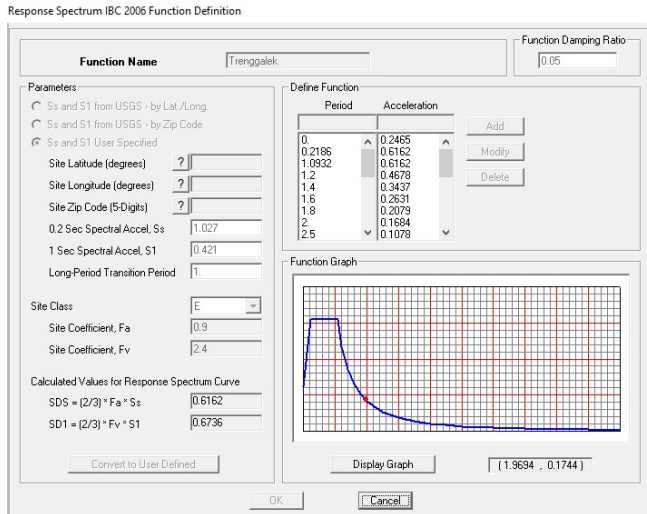 Response Spectrum IBC 2006 Function Definition
Function Name
Trenggalek
Function Damping Ratio
0.05
Parameters
Ss and S1 from USGS - by Lat./Long.
Ss and S1 from USGS - by Zip Code
Ss and S1 User Specified
Site Latitude (degrees) ?
Site Longitude (degrees) ?
Site Zip Code (5-Digits) ?
0.2 Sec Spectral Accel, Ss 1.027
1 Sec Spectral Accel, S1 0.421
Long-Period Transition Period 1.
Site Class E
Site Coefficient, Fa 0.9
Site Coefficient, Fv 2.4
Calculated Values for Response Spectrum Curve
SDS = (2/3) * Fa * Ss 0.6162
SD1 = (2/3) * Fv * S1 0.6736
Convert to User Defined
Define Function
Period Acceleration
0. 0.2465
0.2186 0.6162
1.0932 0.6162
1.2 0.4678
1.4 0.3437
1.6 0.2631
1.8 0.2079
2. 0.1684
2.5 0.1078
Add
Modify
Delete
Function Graph
Display Graph
(1.9694 , 0.1744)
OK
Cancel